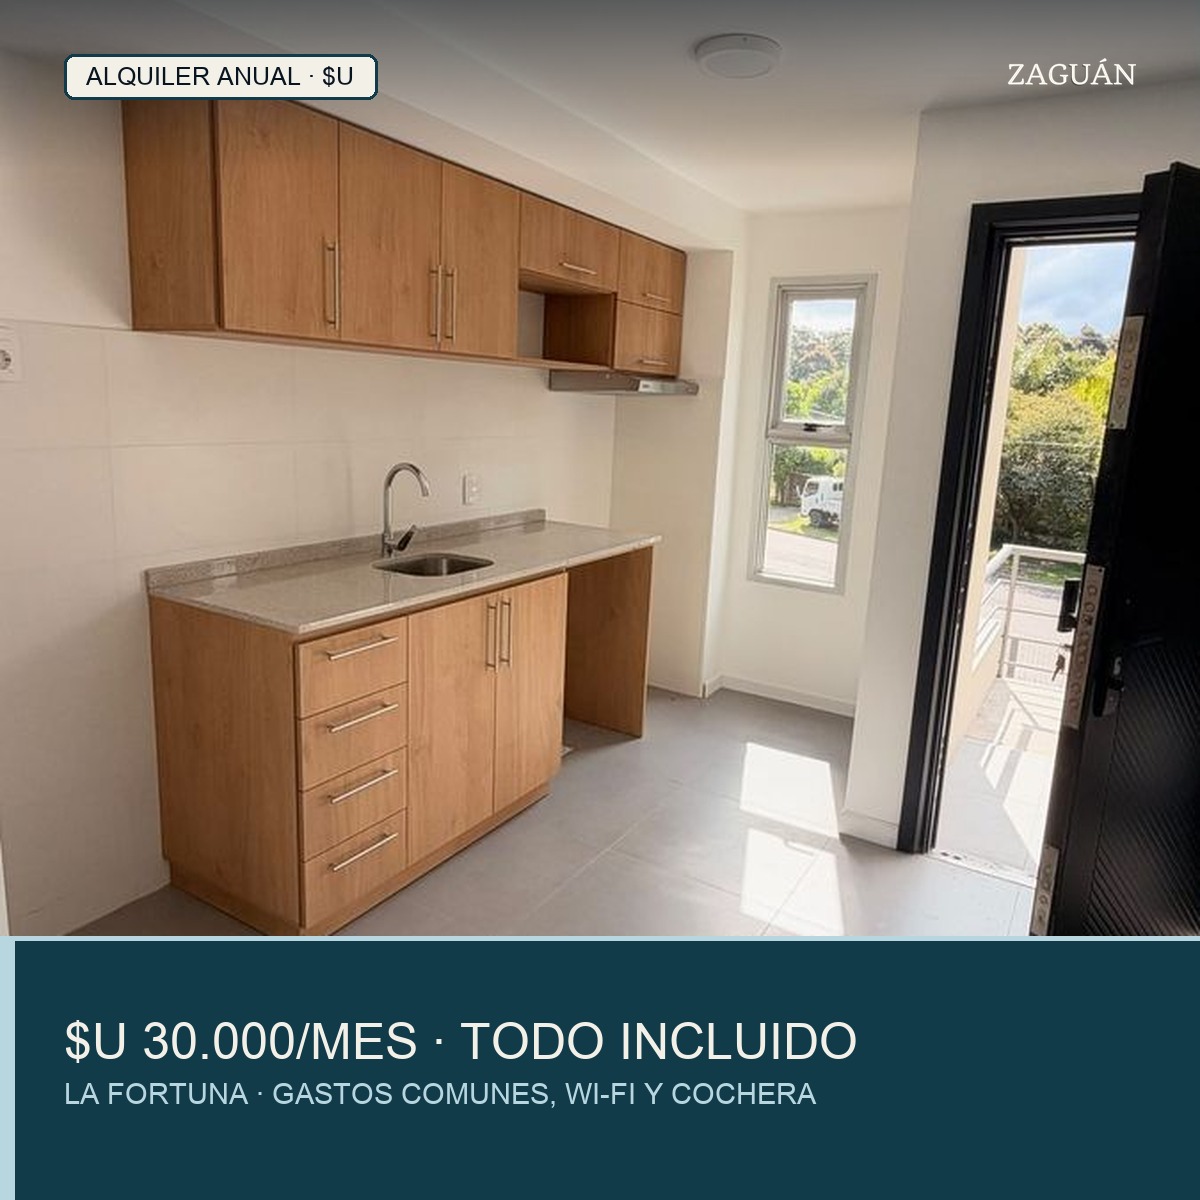 ALQUILER ANUAL · $U
ZAGUÁN
$U 30.000/MES · TODO INCLUIDO
LA FORTUNA · GASTOS COMUNES, WI-FI Y COCHERA